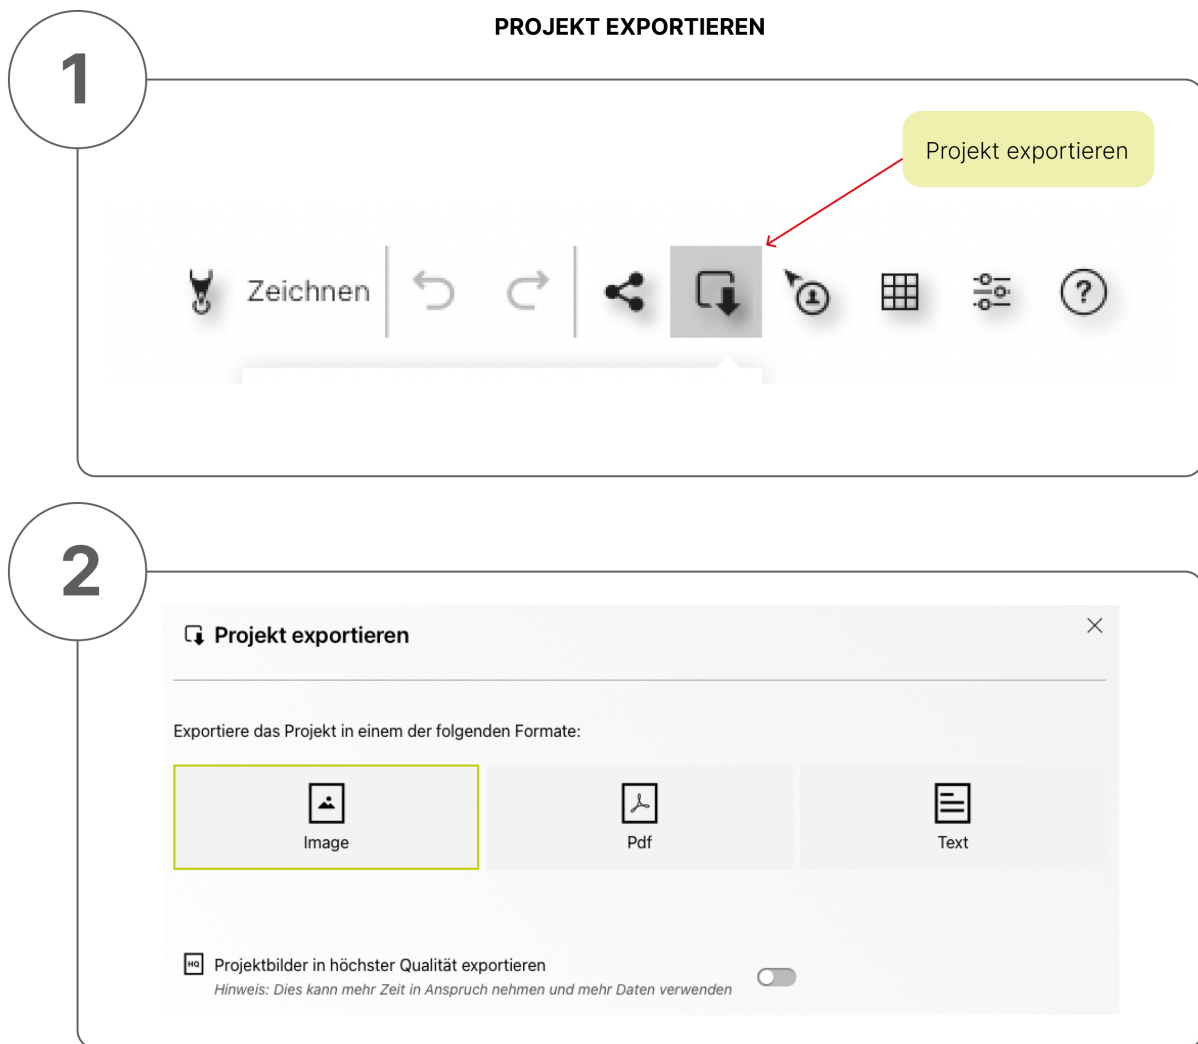 PROJEKT EXPORTIEREN
1
Projekt exportieren
Zeichnen
?
2
Projekt exportieren
Exportiere das Projekt in einem der folgenden Formate:
Image
Pdf
Text
HQ
Projektbilder in höchster Qualität exportieren
Hinweis: Dies kann mehr Zeit in Anspruch nehmen und mehr Daten verwenden